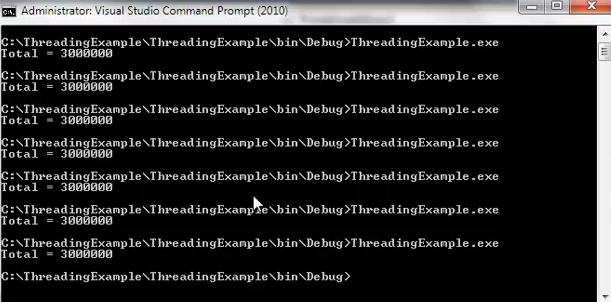 Administrator: Visual Studio Command Prompt (2010)
C:\ThreadingExample\ThreadingExample\bin\Debug>ThreadingExample.exe
Total = 3000000
C:\ThreadingExample\ThreadingExample\bin\Debug>ThreadingExample.exe
Total = 3000000
C:\ThreadingExample\ThreadingExample\bin\Debug>ThreadingExample.exe
Total = 3000000
C:\ThreadingExample\ThreadingExample\bin\Debug>ThreadingExample.exe
Total = 3000000
C:\ThreadingExample\ThreadingExample\bin\Debug>ThreadingExample.exe
Total = 3000000
C:\ThreadingExample\ThreadingExample\bin\Debug>ThreadingExample.exe
Total = 3000000
C:\ThreadingExample\ThreadingExample\bin\Debug>ThreadingExample.exe
Total = 3000000
C:\ThreadingExample\ThreadingExample\bin\Debug>